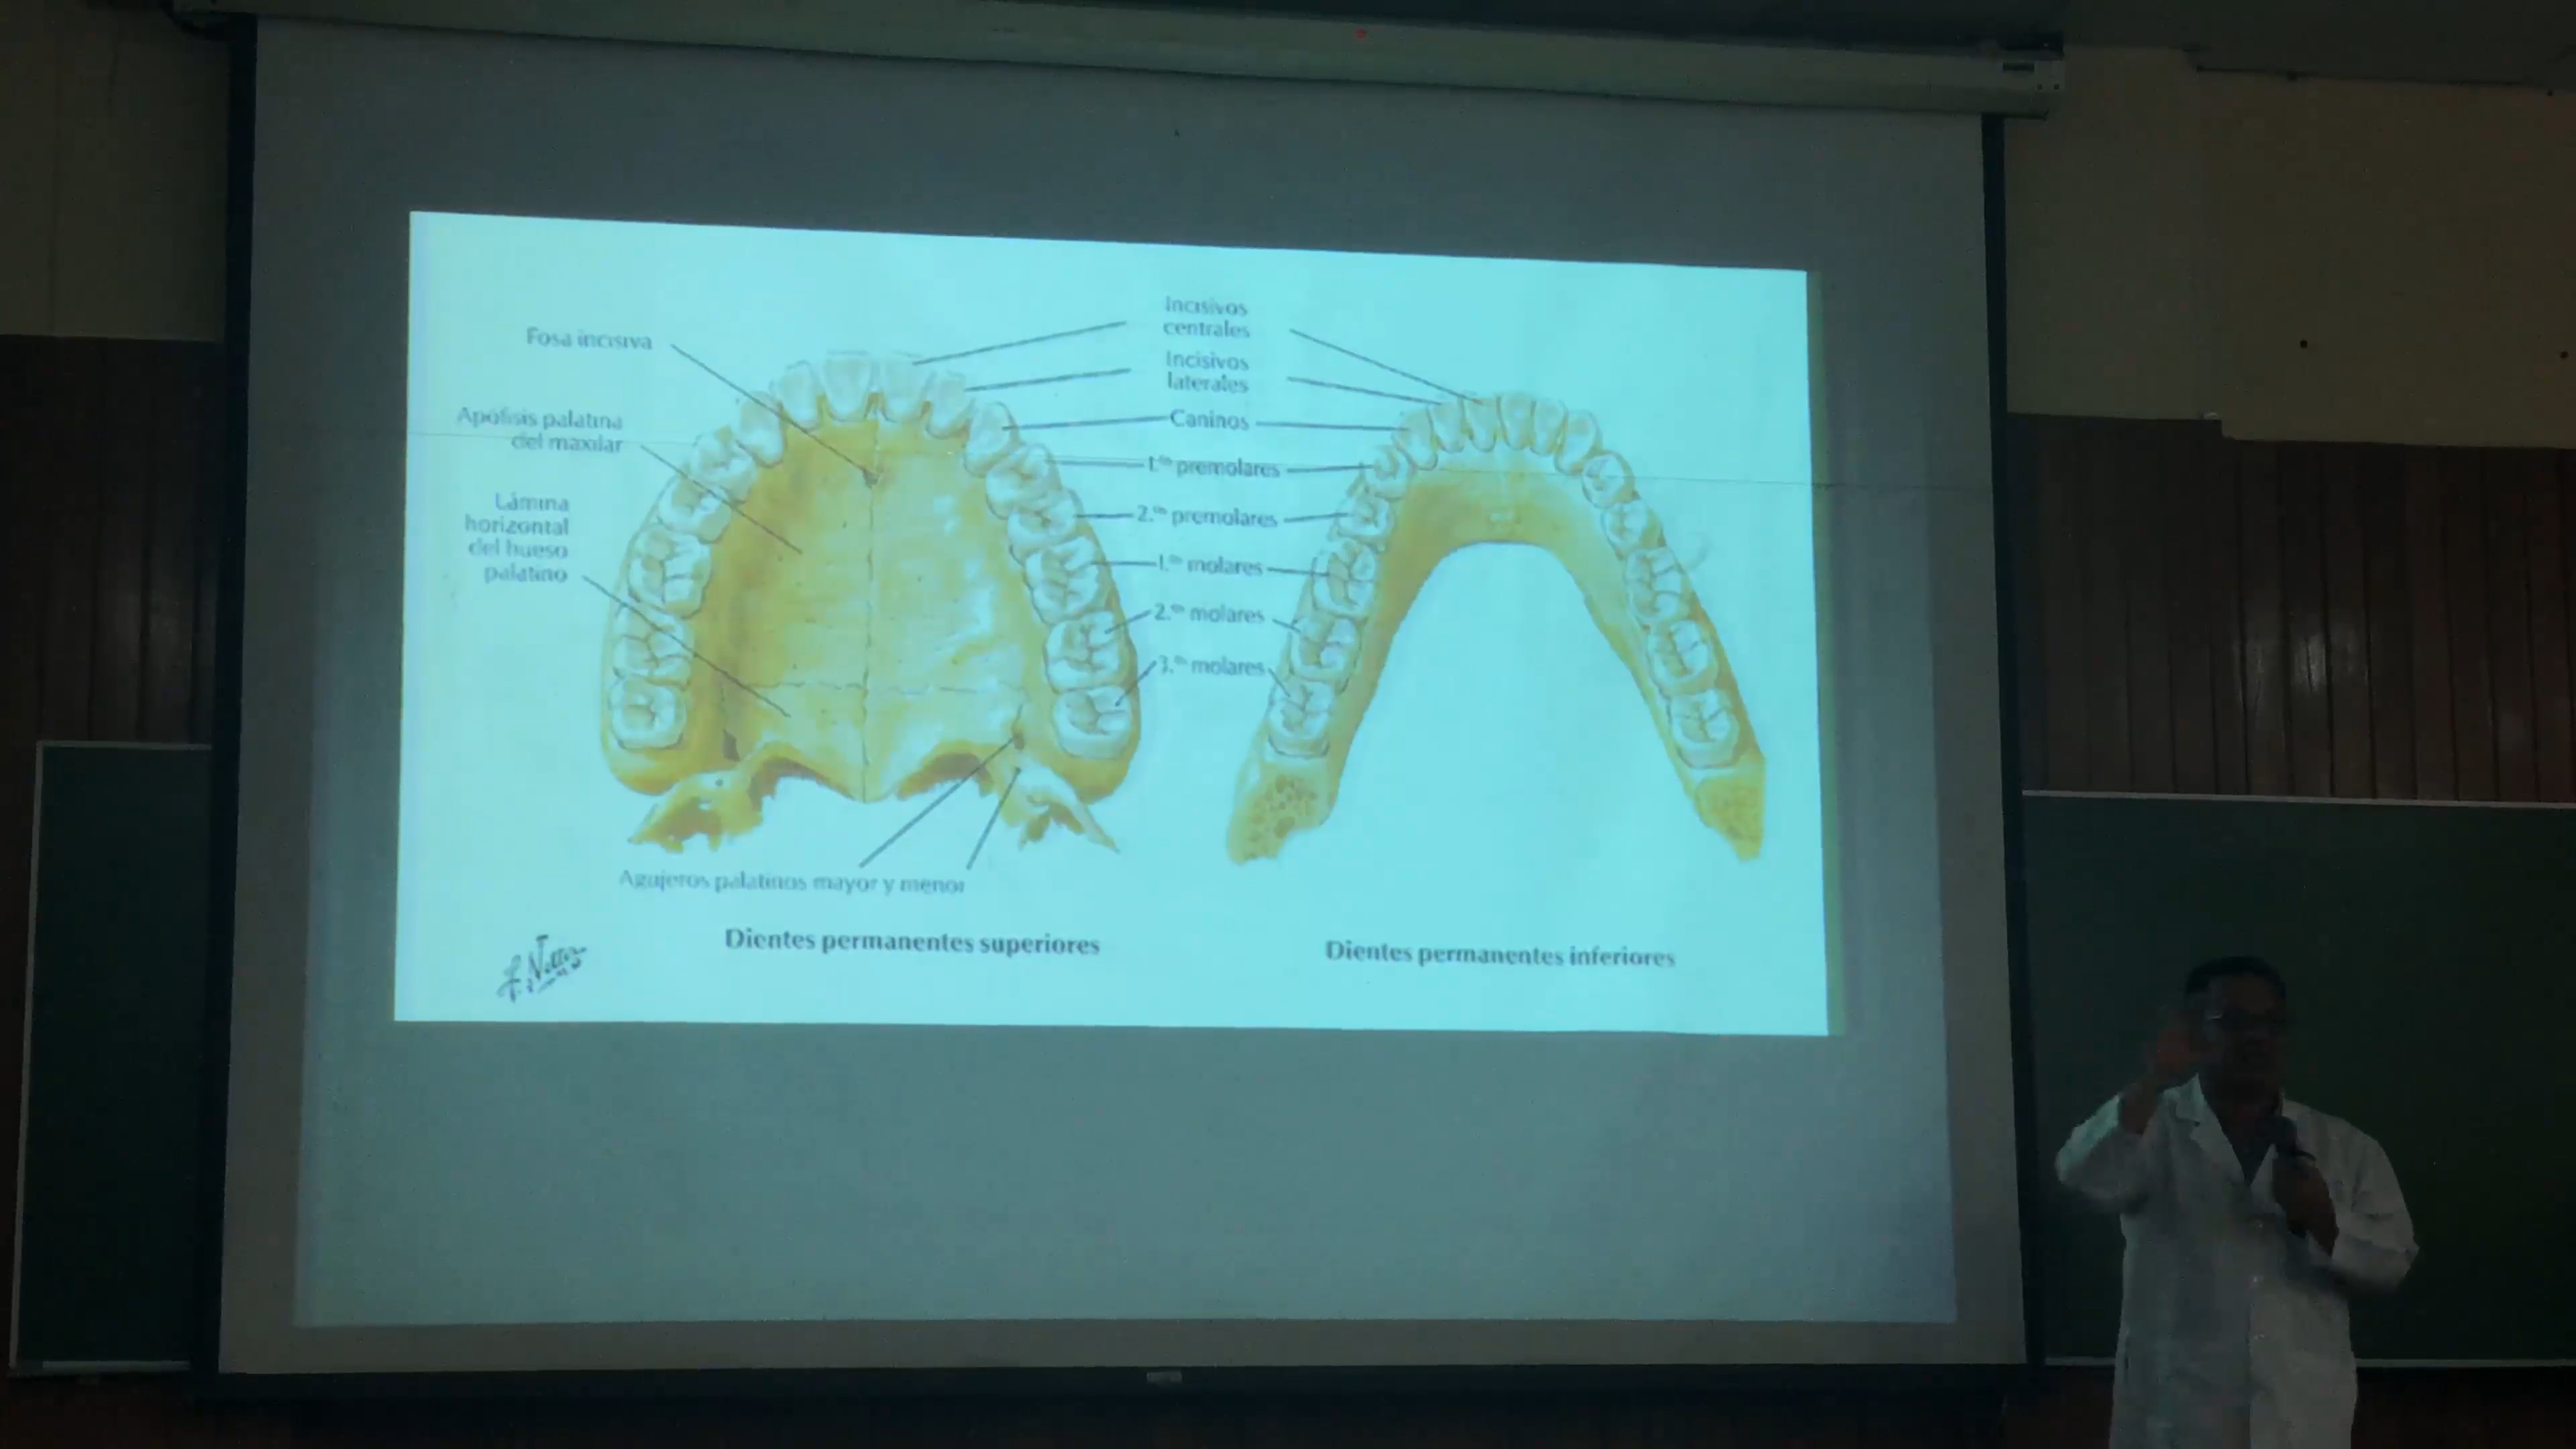 Fosa incisiva
Apófisis palatina
del maxilar
Lámina
horizontal
del hueso
palatino
Incisivos
centrales
Incisivos
laterales
Caninos
1.ᵒˢ premolares
2.ᵒˢ premolares
1.ᵒˢ molares
2.ᵒˢ molares
3.ᵒˢ molares
Agujeros palatinos mayor y menor
Dientes permanentes superiores
Dientes permanentes inferiores
F. Netter